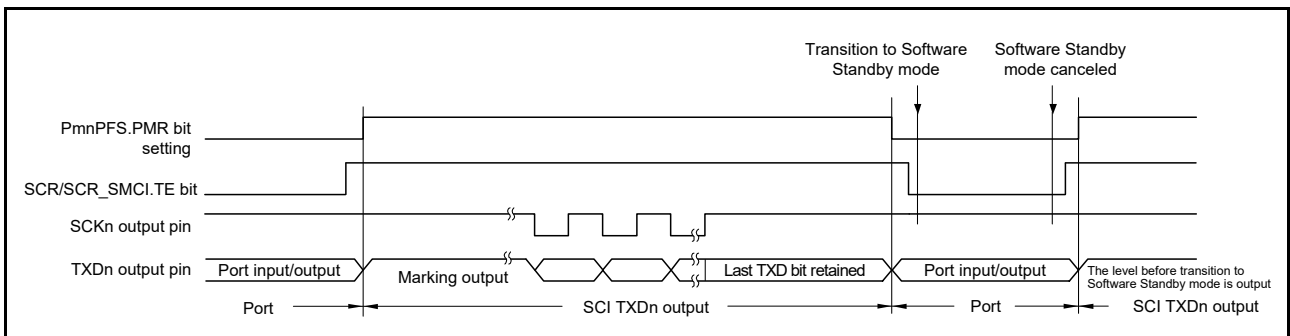 Transition to Software
Standby mode
Software Standby
mode canceled
PmnPFS.PMR bit
setting
SCR/SCR_SMCI.TE bit
SCKn output pin
TXDn output pin
Port input/output
Marking output
Last TXD bit retained
Port input/output
The level before transition to
Software Standby mode is output
Port
SCI TXDn output
Port
SCI TXDn output